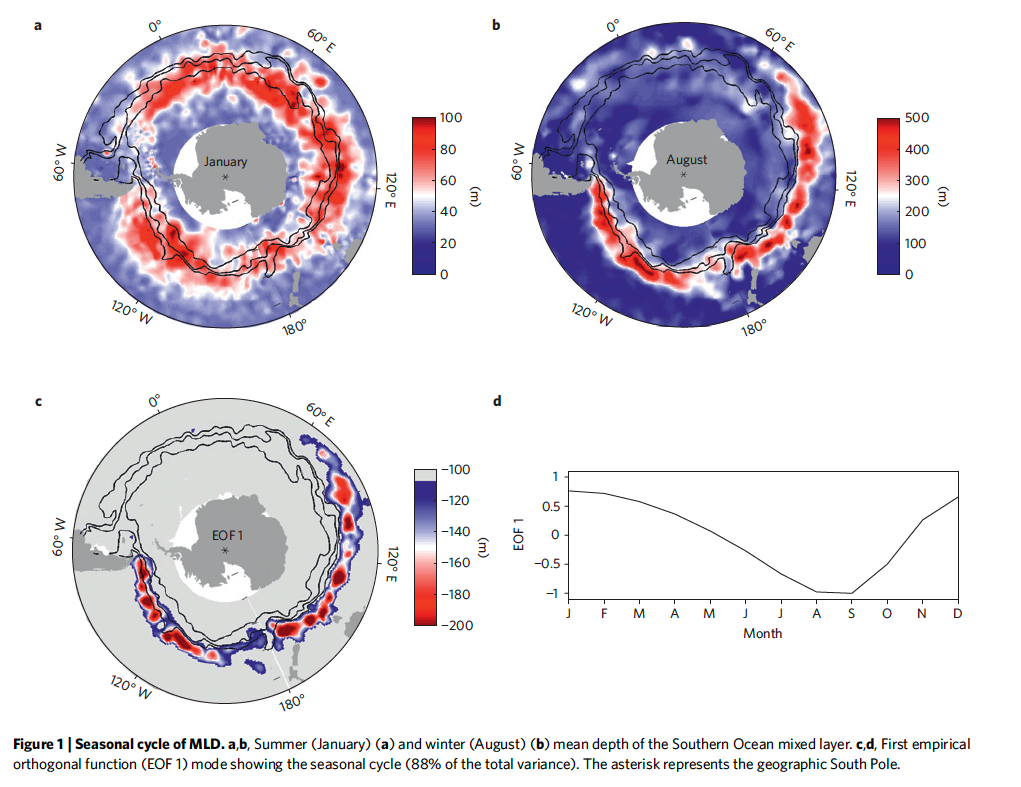 a
0°
60° E
60° W
120° E
120° W
180°
January
*
100
80
60
40
20
0
(m)
b
0°
60° E
60° W
120° E
120° W
180°
August
*
500
400
300
200
100
0
(m)
c
0°
60° E
60° W
120° E
120° W
180°
EOF 1
*
−100
−120
−140
−160
−180
−200
(m)
d
1
0.5
0
−0.5
−1
EOF 1
J F M A M J J A S O N D
Month
Figure 1 | Seasonal cycle of MLD. a,b, Summer (January) (a) and winter (August) (b) mean depth of the Southern Ocean mixed layer. c,d, First empirical
orthogonal function (EOF 1) mode showing the seasonal cycle (88% of the total variance). The asterisk represents the geographic South Pole.